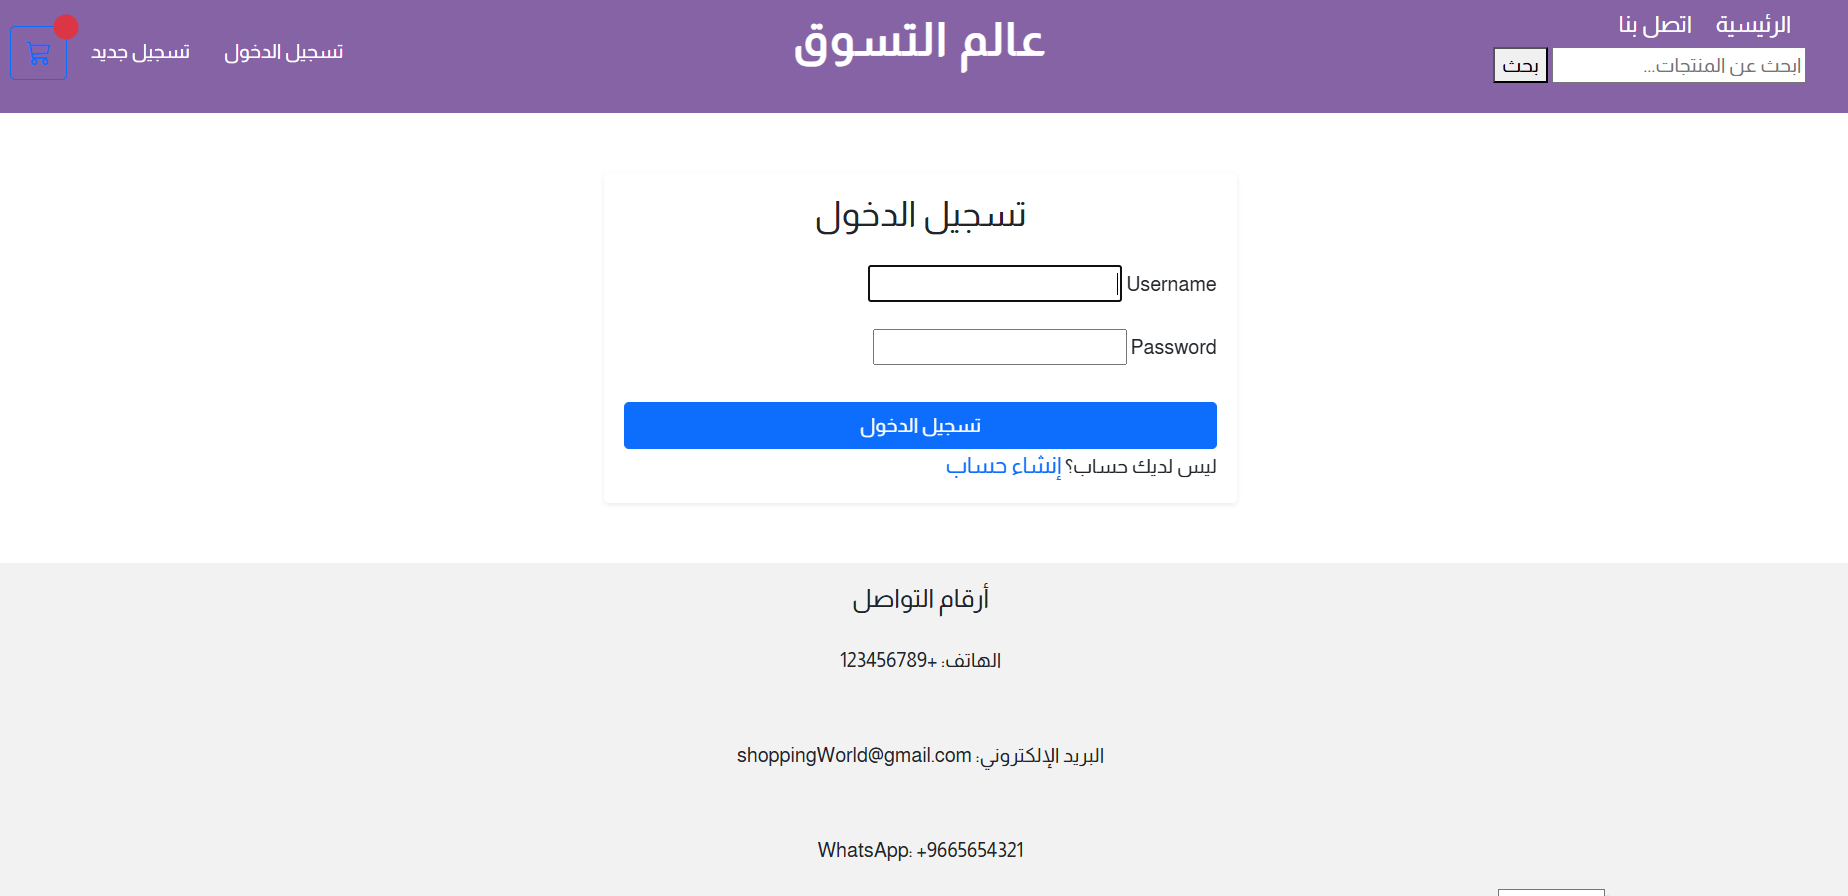 الرئيسية
اتصل بنا
ابحث عن المنتجات...
بحث
عالم التسوق
تسجيل الدخول
تسجيل جديد
تسجيل الدخول
Username
Password
تسجيل الدخول
ليس لديك حساب؟ إنشاء حساب
أرقام التواصل
الهاتف: +123456789
البريد الإلكتروني: shoppingWorld@gmail.com
WhatsApp: +9665654321